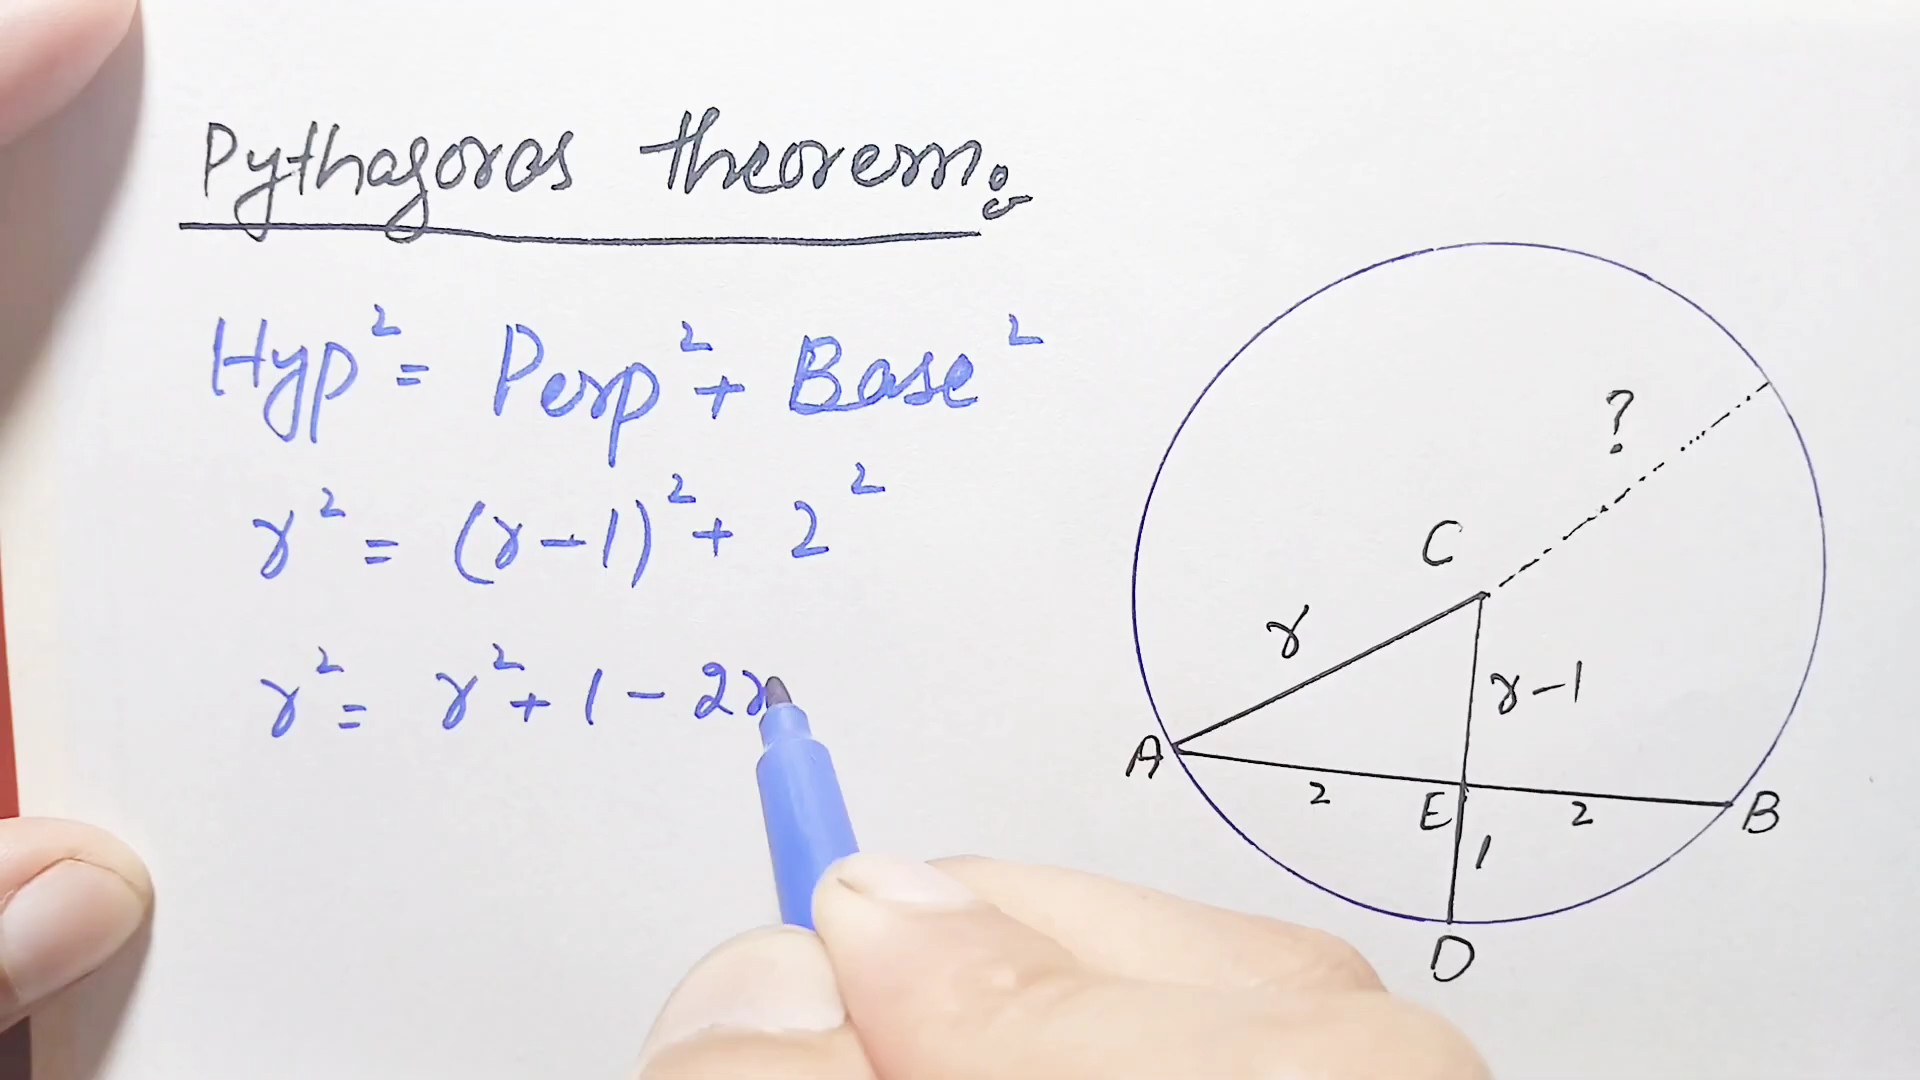 Pythagoras theorem:
Hyp² = Perp² + Base²
r² = (r-1)² + 2²
r² = r² + 1 - 2r
?
C
r
r-1
A
2
E
2
B
1
D